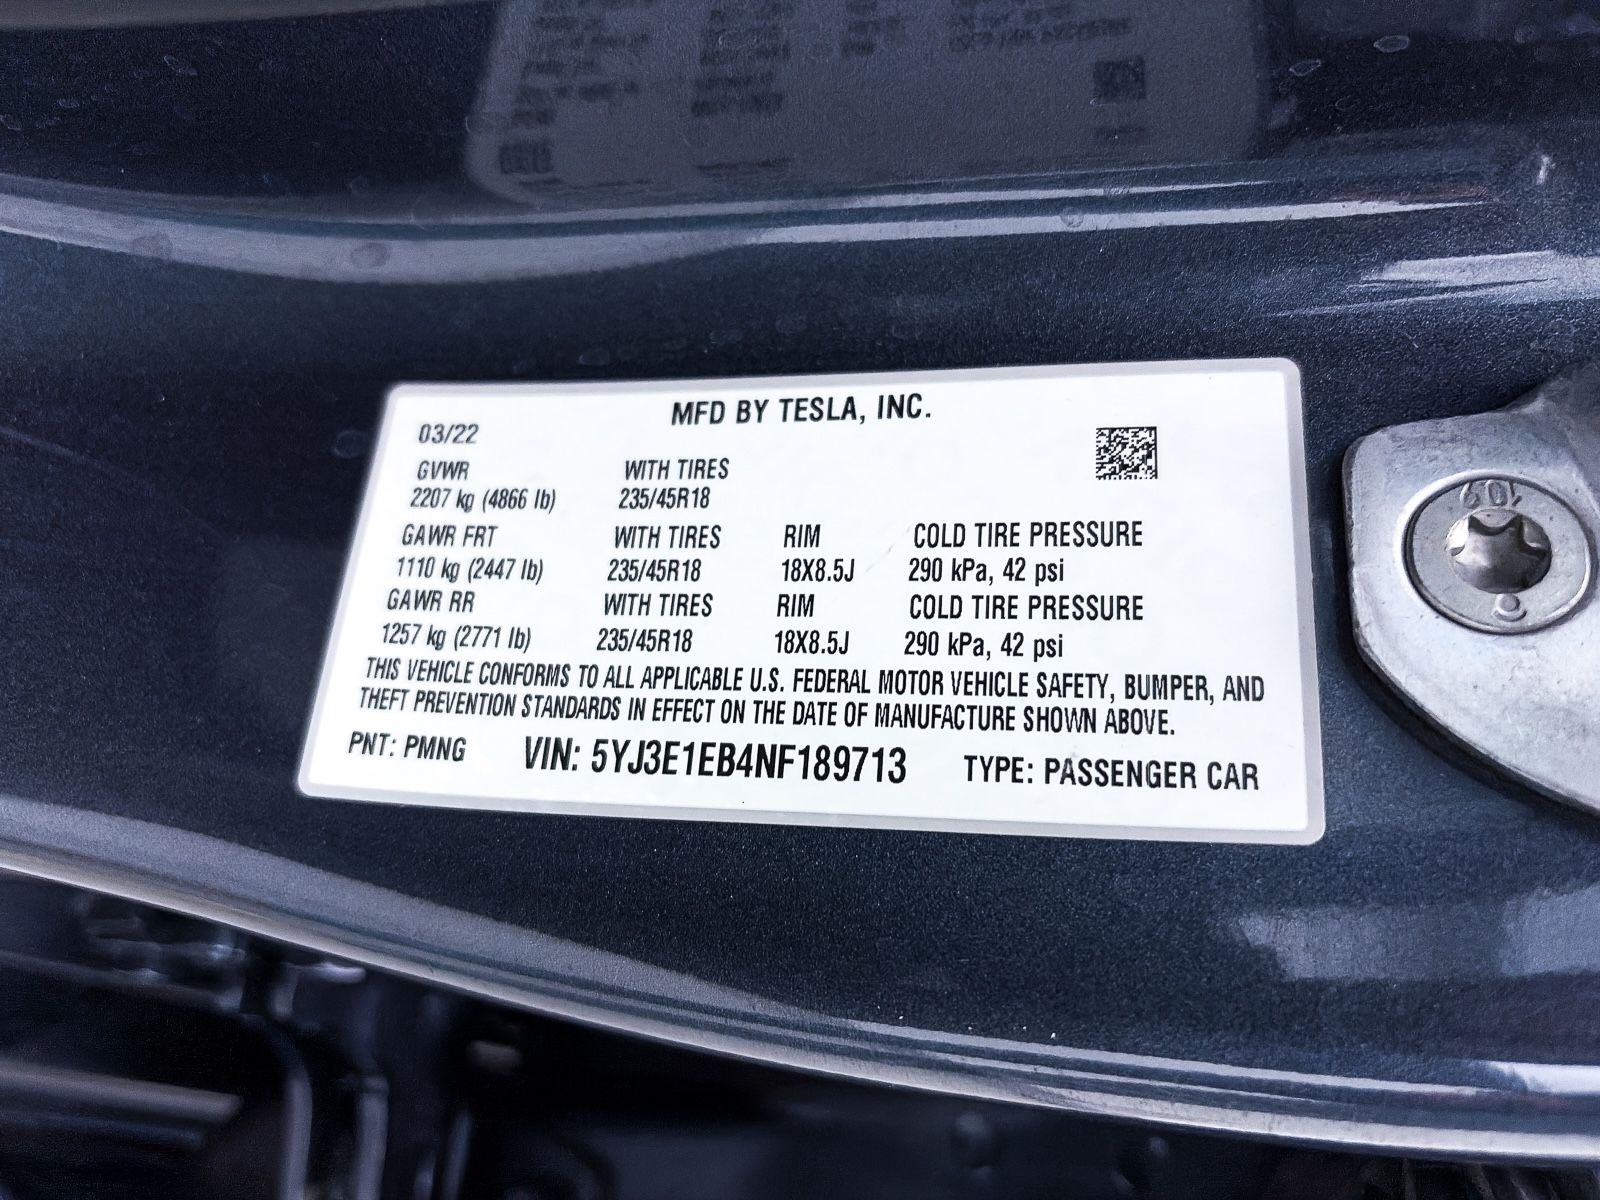 MFD BY TESLA, INC.
03/22
GVWR WITH TIRES
2207 kg (4866 lb) 235/45R18
GAWR FRT WITH TIRES RIM COLD TIRE PRESSURE
1110 kg (2447 lb) 235/45R18 18X8.5J 290 kPa, 42 psi
GAWR RR WITH TIRES RIM COLD TIRE PRESSURE
1257 kg (2771 lb) 235/45R18 18X8.5J 290 kPa, 42 psi
THIS VEHICLE CONFORMS TO ALL APPLICABLE U.S. FEDERAL MOTOR VEHICLE SAFETY, BUMPER, AND
THEFT PREVENTION STANDARDS IN EFFECT ON THE DATE OF MANUFACTURE SHOWN ABOVE.
PNT: PMNG VIN: 5YJ3E1EB4NF189713 TYPE: PASSENGER CAR
10.9